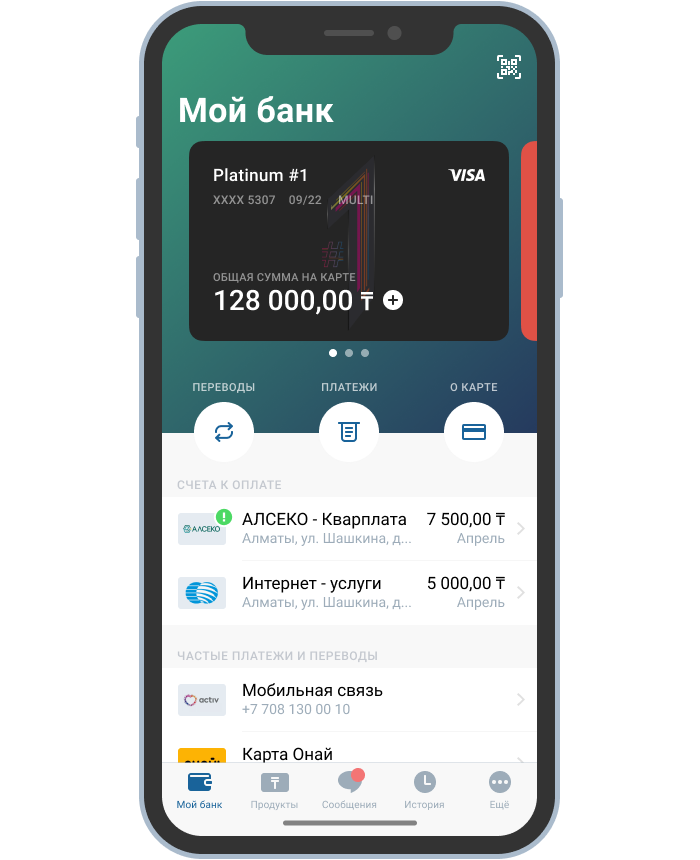 Мой банк
Platinum #1
VISA
XXXX 5307 09/22 MULTI
#1
ОБЩАЯ СУММА НА КАРТЕ
128 000,00 ₸
ПЕРЕВОДЫ ПЛАТЕЖИ О КАРТЕ
СЧЕТА К ОПЛАТЕ
АЛСЕКО
АЛСЕКО - Кварплата 7 500,00 ₸
Алматы, ул. Шашкина, д... Апрель
Интернет - услуги 5 000,00 ₸
Алматы, ул. Шашкина, д... Апрель
ЧАСТЫЕ ПЛАТЕЖИ И ПЕРЕВОДЫ
activ
Мобильная связь
+7 708 130 00 10
Карта Онай
Мой банк Продукты Сообщения История Ещё